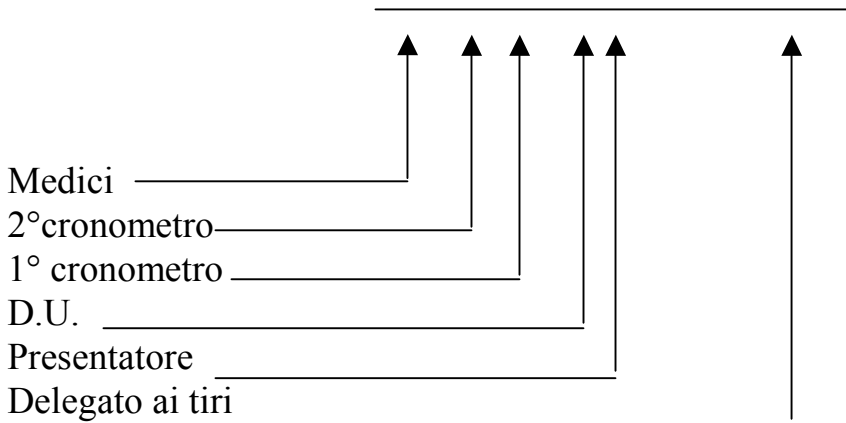 Medici
2°cronometro
1° cronometro
D.U.
Presentatore
Delegato ai tiri